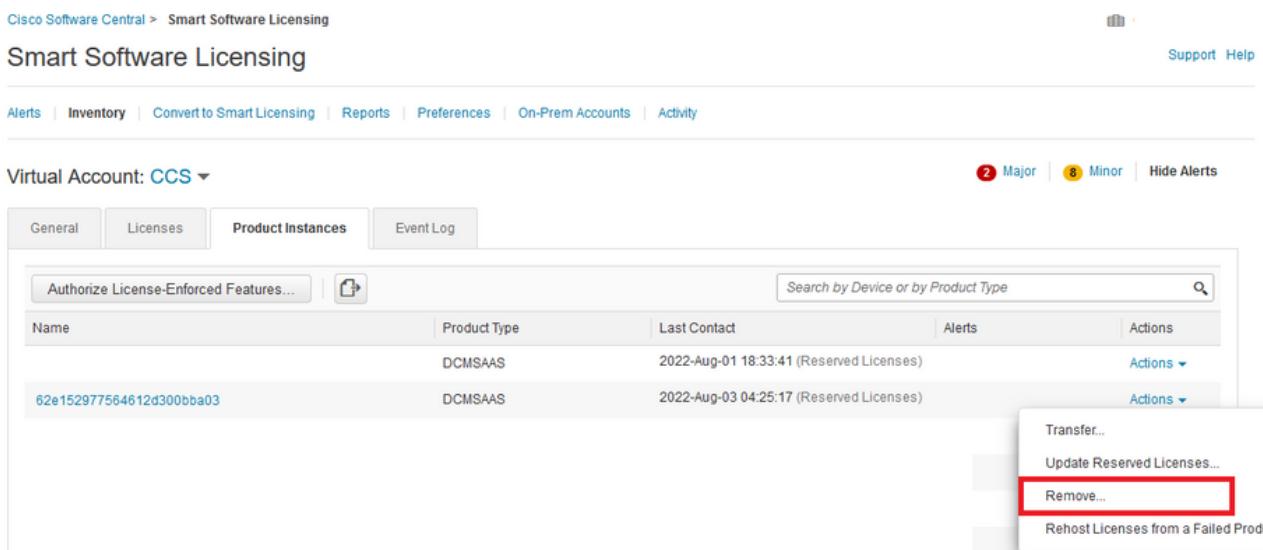 Cisco Software Central > Smart Software Licensing
Smart Software Licensing
Support Help
Alerts | Inventory | Convert to Smart Licensing | Reports | Preferences | On-Prem Accounts | Activity
Virtual Account: CCS
2 Major | 8 Minor | Hide Alerts
General Licenses Product Instances Event Log
Authorize License-Enforced Features...
Search by Device or by Product Type
Name Product Type Last Contact Alerts Actions
DCMSAAS 2022-Aug-01 18:33:41 (Reserved Licenses) Actions
62e152977564612d300bba03 DCMSAAS 2022-Aug-03 04:25:17 (Reserved Licenses) Actions
Transfer...
Update Reserved Licenses...
Remove...
Rehost Licenses from a Failed Prod